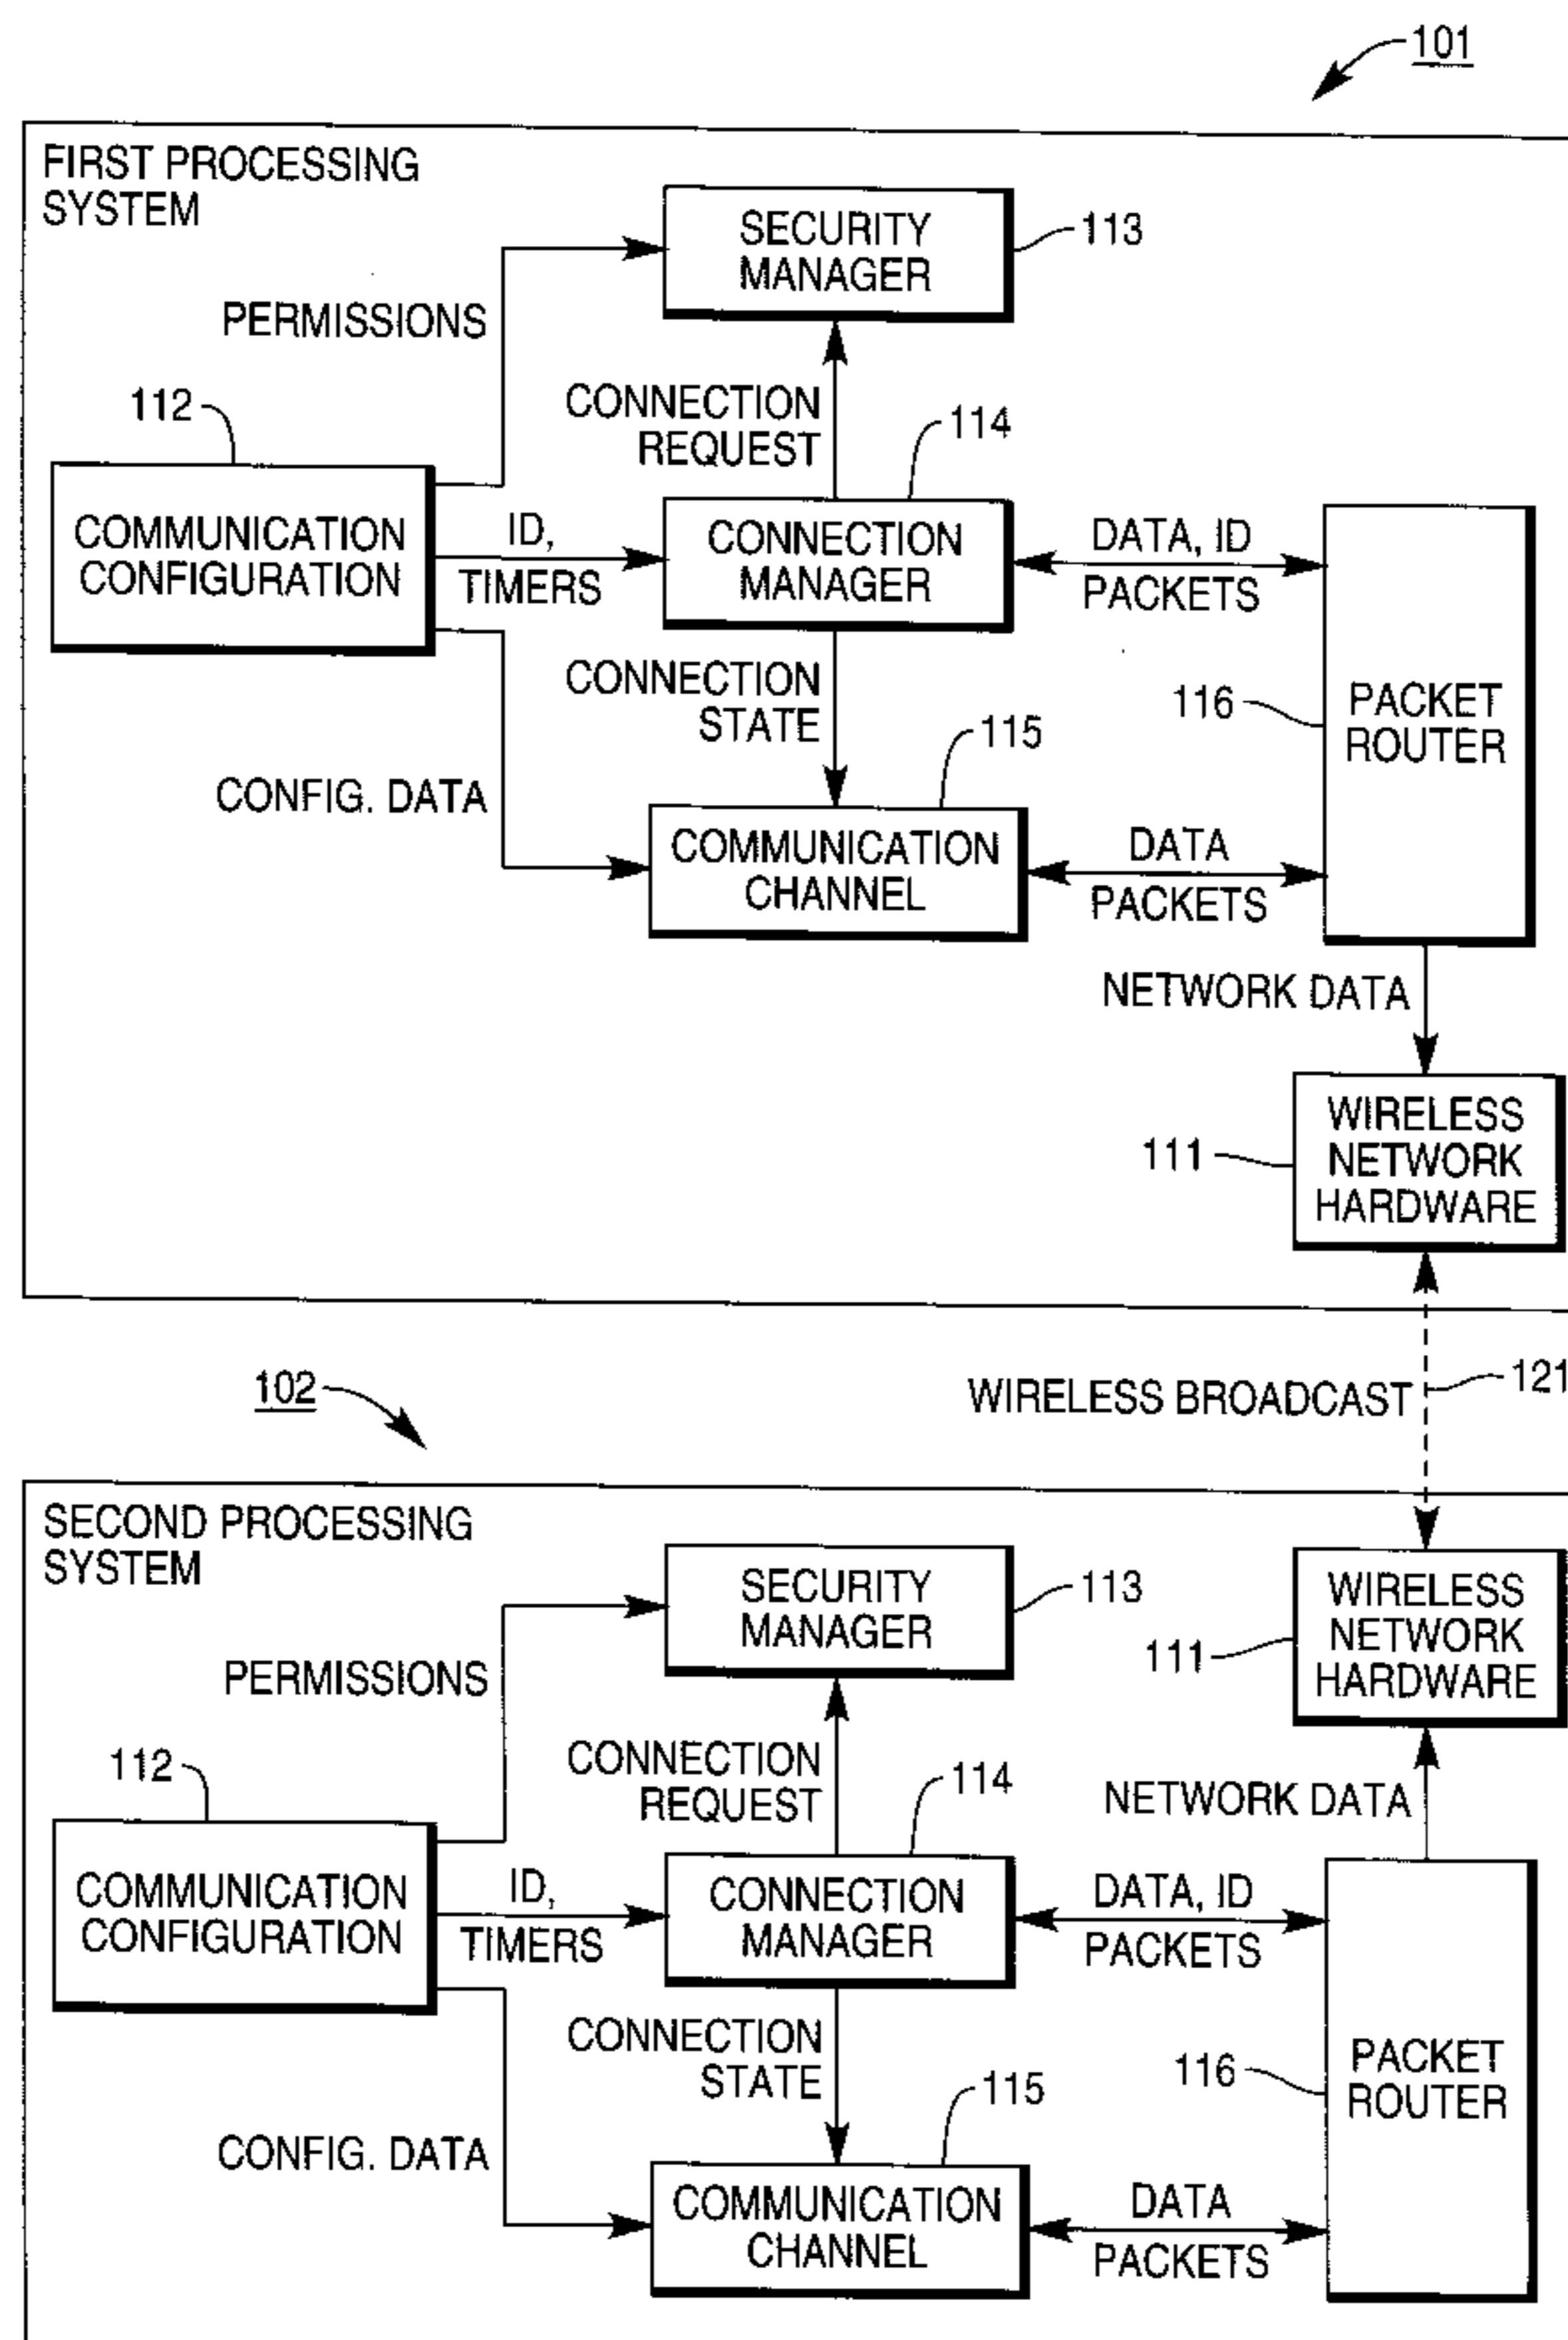 101
FIRST PROCESSING
SYSTEM
SECURITY
MANAGER
113
PERMISSIONS
112
CONNECTION
REQUEST
114
COMMUNICATION
CONFIGURATION
ID,
TIMERS
CONNECTION
MANAGER
DATA, ID
PACKETS
CONNECTION
STATE
116
PACKET
ROUTER
115
CONFIG. DATA
COMMUNICATION
CHANNEL
DATA
PACKETS
NETWORK DATA
111
WIRELESS
NETWORK
HARDWARE
102
WIRELESS BROADCAST
121
SECOND PROCESSING
SYSTEM
SECURITY
MANAGER
113
111
WIRELESS
NETWORK
HARDWARE
PERMISSIONS
112
CONNECTION
REQUEST
114
NETWORK DATA
COMMUNICATION
CONFIGURATION
ID,
TIMERS
CONNECTION
MANAGER
DATA, ID
PACKETS
CONNECTION
STATE
116
PACKET
ROUTER
115
CONFIG. DATA
COMMUNICATION
CHANNEL
DATA
PACKETS